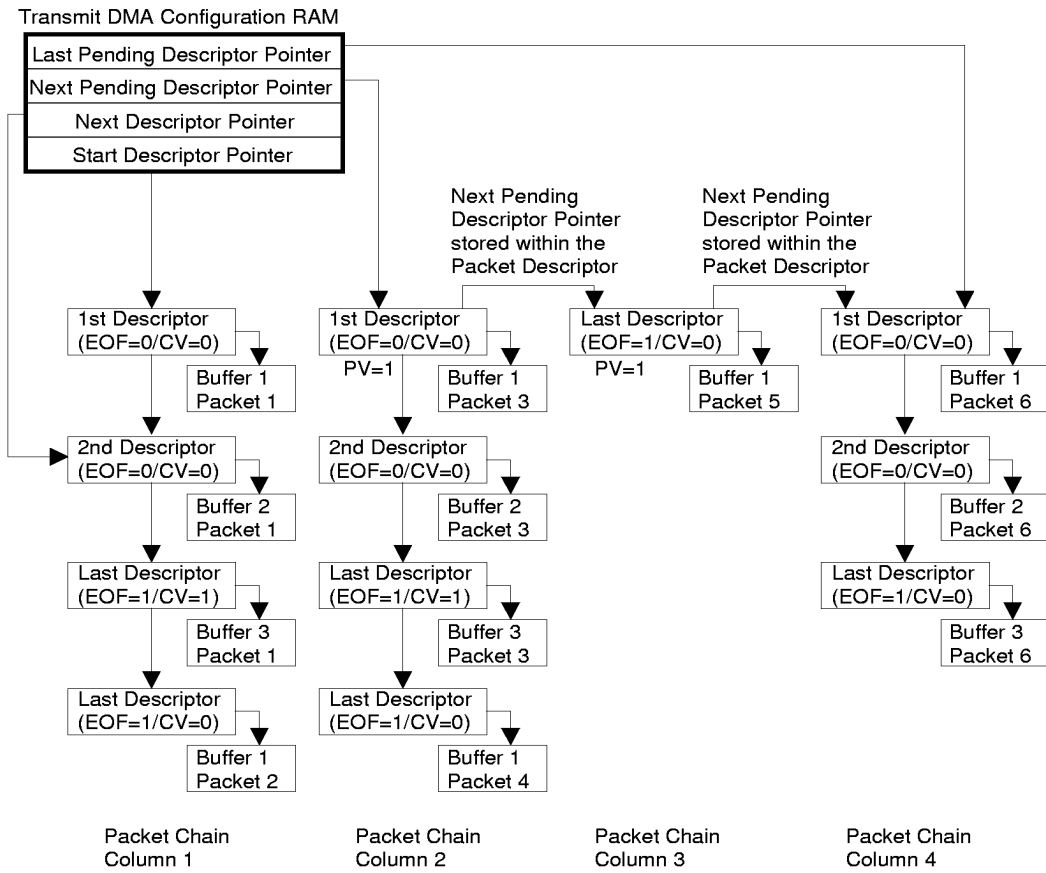 Transmit DMA Configuration RAM
Last Pending Descriptor Pointer
Next Pending Descriptor Pointer
Next Descriptor Pointer
Start Descriptor Pointer
Next Pending
Descriptor Pointer
stored within the
Packet Descriptor
Next Pending
Descriptor Pointer
stored within the
Packet Descriptor
1st Descriptor
(EOF=0/CV=0)
Buffer 1
Packet 1
2nd Descriptor
(EOF=0/CV=0)
Buffer 2
Packet 1
Last Descriptor
(EOF=1/CV=1)
Buffer 3
Packet 1
Last Descriptor
(EOF=1/CV=0)
Buffer 1
Packet 2
1st Descriptor
(EOF=0/CV=0)
PV=1
Buffer 1
Packet 3
2nd Descriptor
(EOF=0/CV=0)
Buffer 2
Packet 3
Last Descriptor
(EOF=1/CV=1)
Buffer 3
Packet 3
Last Descriptor
(EOF=1/CV=0)
Buffer 1
Packet 4
Last Descriptor
(EOF=1/CV=0)
PV=1
Buffer 1
Packet 5
1st Descriptor
(EOF=0/CV=0)
Buffer 1
Packet 6
2nd Descriptor
(EOF=0/CV=0)
Buffer 2
Packet 6
Last Descriptor
(EOF=1/CV=0)
Buffer 3
Packet 6
Packet Chain
Column 1
Packet Chain
Column 2
Packet Chain
Column 3
Packet Chain
Column 4